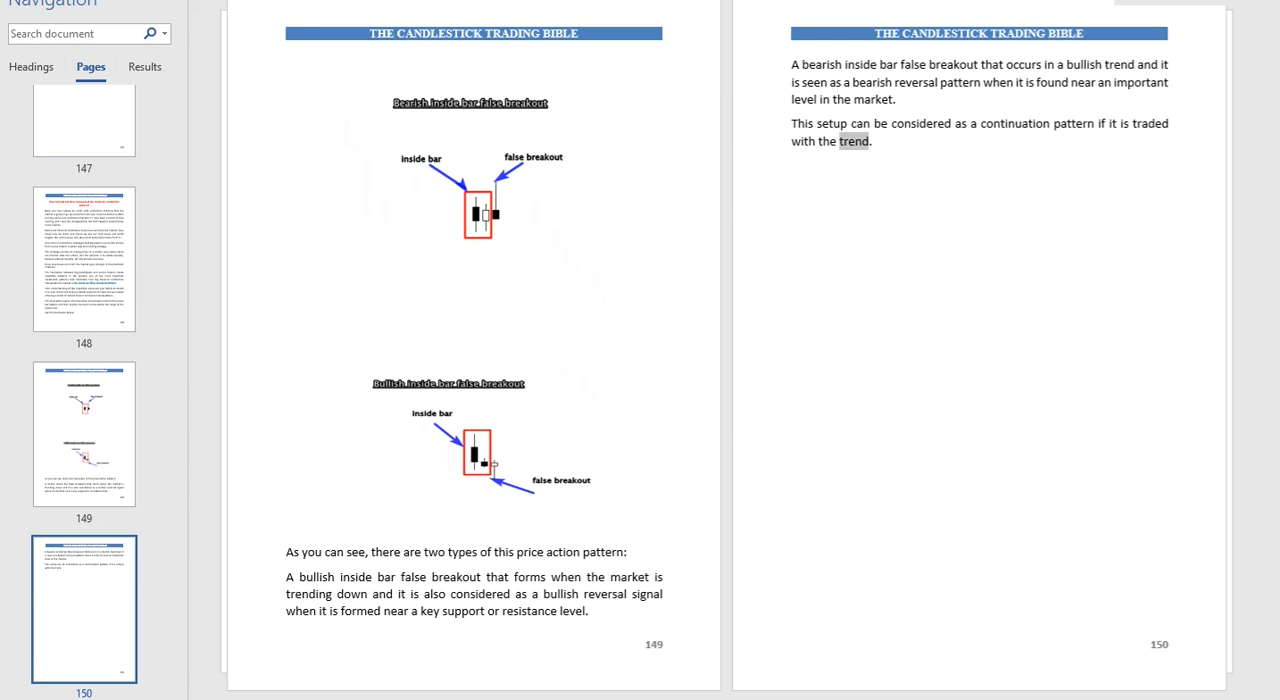 Navigation
Search document
Headings
Pages
Results
147
148
149
150
THE CANDLESTICK TRADING BIBLE
Bearish inside bar false breakout
inside bar
false breakout
Bullish inside bar false breakout
inside bar
false breakout
As you can see, there are two types of this price action pattern:
A bullish inside bar false breakout that forms when the market is
trending down and it is also considered as a bullish reversal signal
when it is formed near a key support or resistance level.
149
THE CANDLESTICK TRADING BIBLE
A bearish inside bar false breakout that occurs in a bullish trend and it
is seen as a bearish reversal pattern when it is found near an important
level in the market.
This setup can be considered as a continuation pattern if it is traded
with the trend.
150